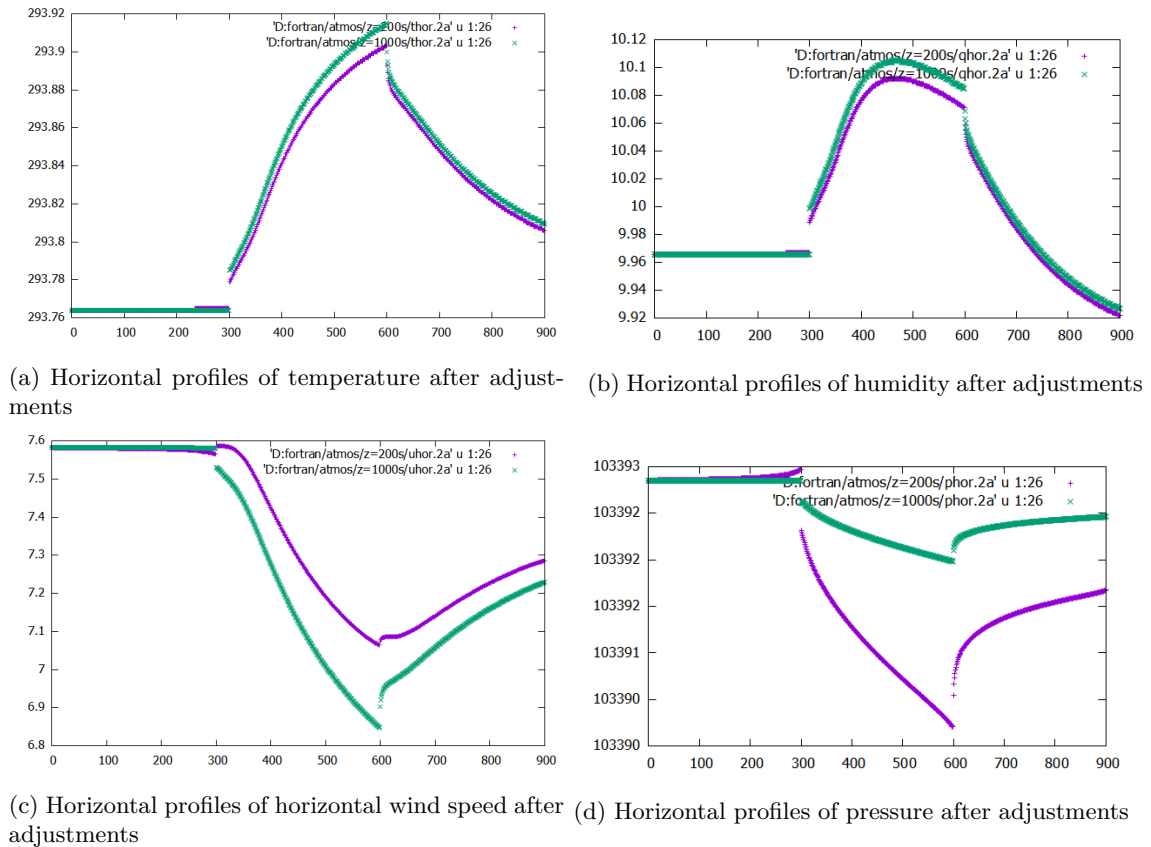 293.92
293.9
293.88
293.86
293.84
293.82
293.8
293.78
293.76
0 100 200 300 400 500 600 700 800 900
'D:fortran/atmos/z=200s/thor.2a' u 1:26
'D:fortran/atmos/z=1000s/thor.2a' u 1:26
(a) Horizontal profiles of temperature after adjust-
ments
10.12
10.1
10.08
10.06
10.04
10.02
10
9.98
9.96
9.94
9.92
0 100 200 300 400 500 600 700 800 900
'D:fortran/atmos/z=200s/qhor.2a' u 1:26
'D:fortran/atmos/z=1000s/qhor.2a' u 1:26
(b) Horizontal profiles of humidity after adjustments
7.6
7.5
7.4
7.3
7.2
7.1
7
6.9
6.8
0 100 200 300 400 500 600 700 800 900
'D:fortran/atmos/z=200s/uhor.2a' u 1:26
'D:fortran/atmos/z=1000s/uhor.2a' u 1:26
(c) Horizontal profiles of horizontal wind speed after
adjustments
103393
103392
103392
103392
103391
103390
103390
0 100 200 300 400 500 600 700 800 900
'D:fortran/atmos/z=200s/phor.2a' u 1:26
'D:fortran/atmos/z=1000s/phor.2a' u 1:26
(d) Horizontal profiles of pressure after adjustments